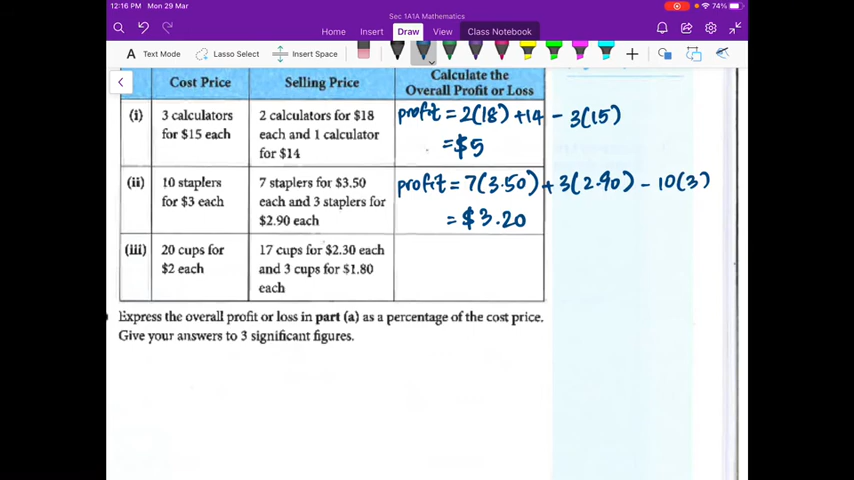 12:16 PM Mon 29 Mar
74%
Sec 1A1A Mathematics
Home Insert Draw View Class Notebook
A Text Mode Lasso Select Insert Space
Cost Price Selling Price Calculate the
Overall Profit or Loss
(i) 3 calculators
for $15 each
2 calculators for $18
each and 1 calculator
for $14
profit = 2(18) + 14 - 3(15)
= $5
(ii) 10 staplers
for $3 each
7 staplers for $3.50
each and 3 staplers for
$2.90 each
profit = 7(3.50) + 3(2.90) - 10(3)
= $3.20
(iii) 20 cups for
$2 each
17 cups for $2.30 each
and 3 cups for $1.80
each
Express the overall profit or loss in part (a) as a percentage of the cost price.
Give your answers to 3 significant figures.